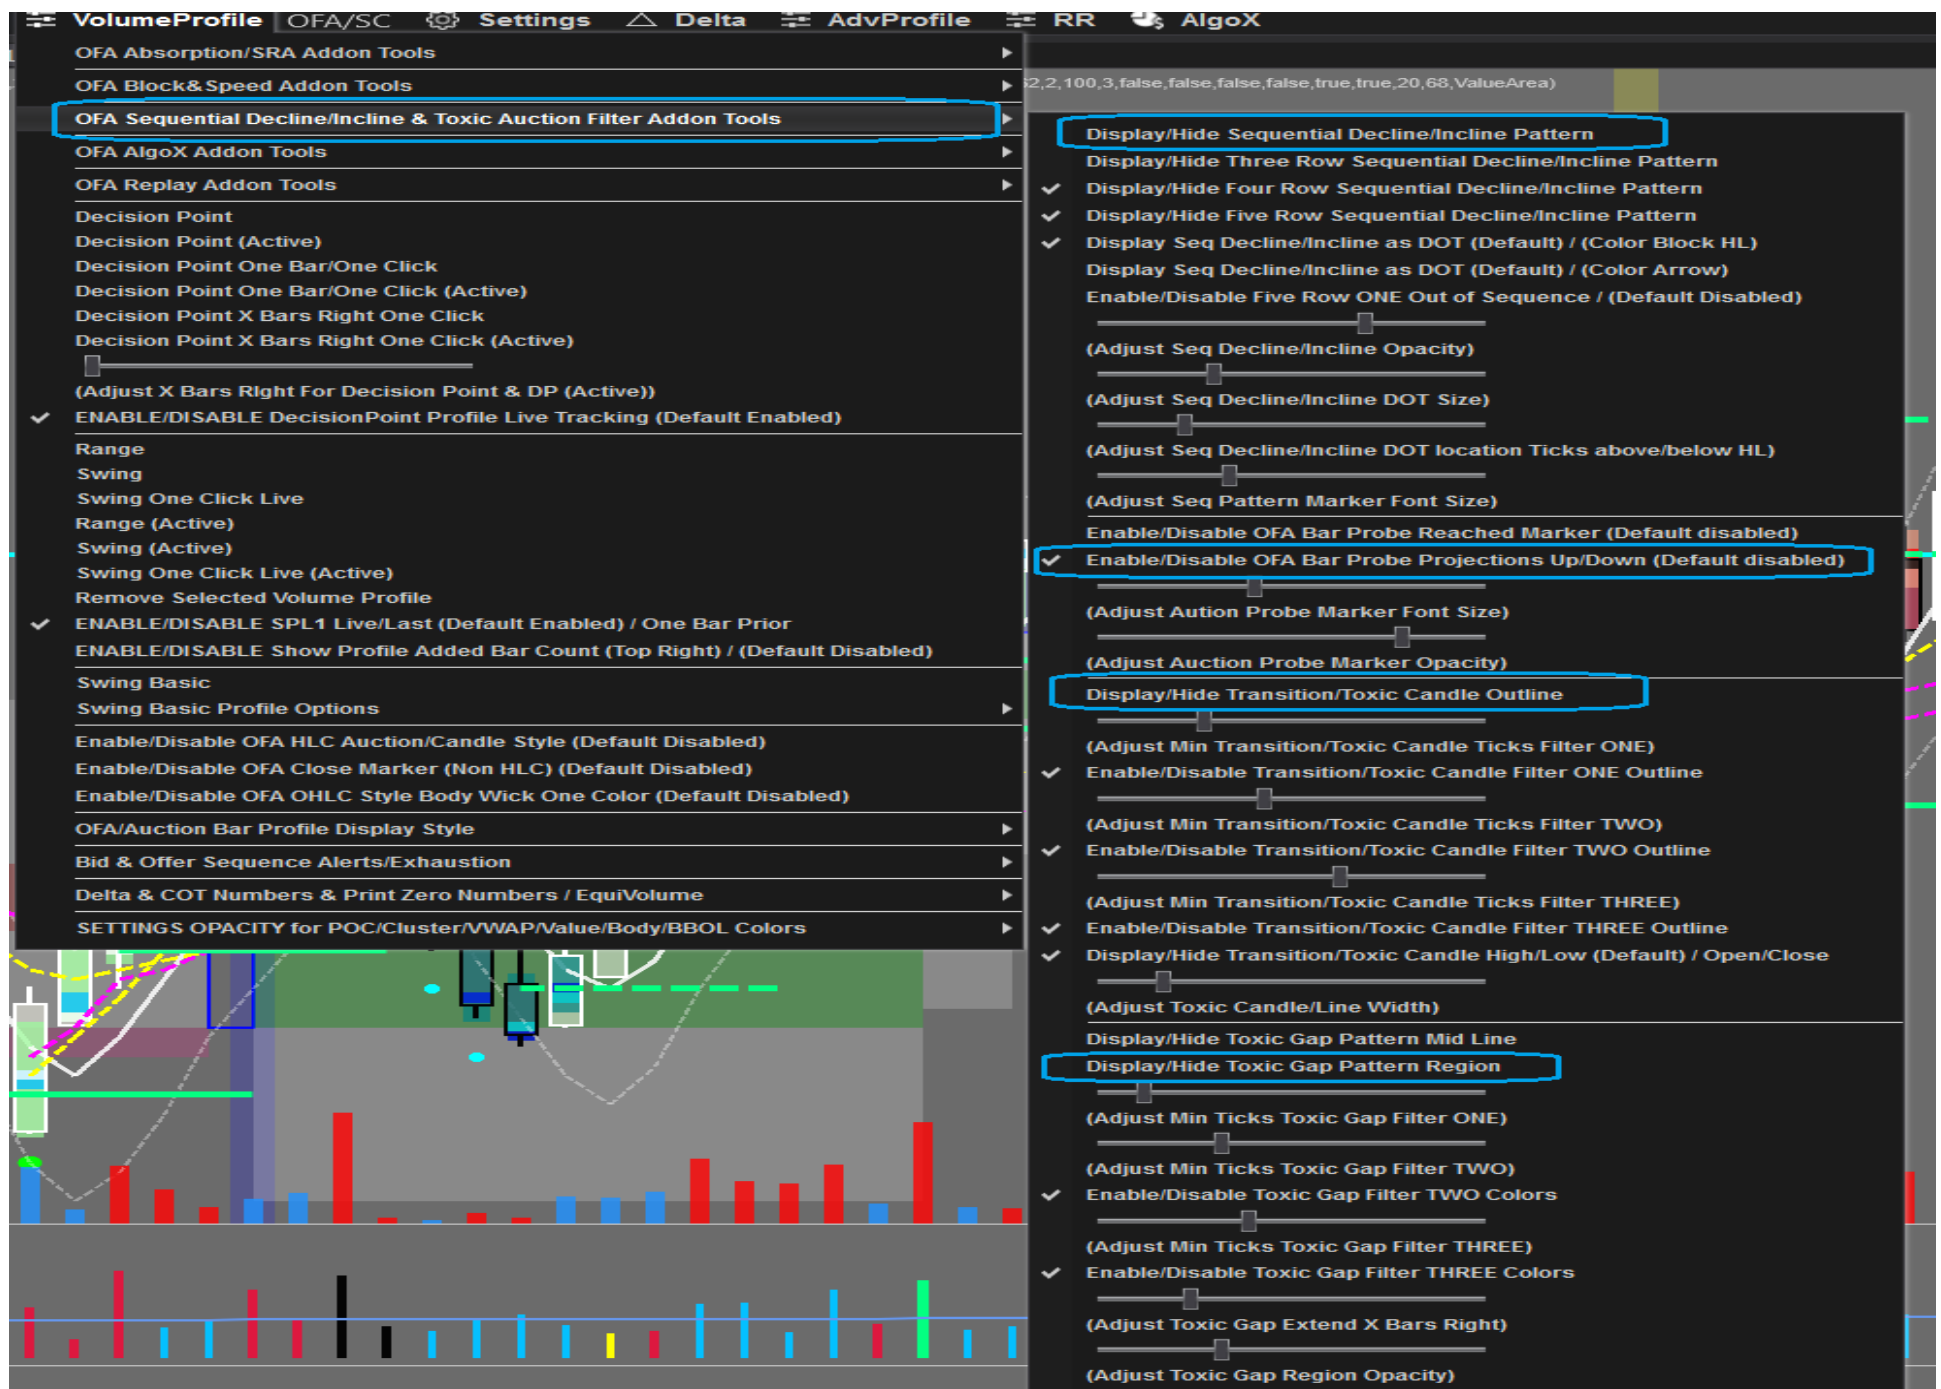 VolumeProfile OFA/SC Settings Delta AdvProfile RR AlgoX
OFA Absorption/SRA Addon Tools
OFA Block&Speed Addon Tools
OFA Sequential Decline/Incline & Toxic Auction Filter Addon Tools
OFA AlgoX Addon Tools
OFA Replay Addon Tools
Decision Point
Decision Point (Active)
Decision Point One Bar/One Click
Decision Point One Bar/One Click (Active)
Decision Point X Bars Right One Click
Decision Point X Bars Right One Click (Active)
(Adjust X Bars RIght For Decision Point & DP (Active))
ENABLE/DISABLE DecisionPoint Profile Live Tracking (Default Enabled)
Range
Swing
Swing One Click Live
Range (Active)
Swing (Active)
Swing One Click Live (Active)
Remove Selected Volume Profile
ENABLE/DISABLE SPL1 Live/Last (Default Enabled) / One Bar Prior
ENABLE/DISABLE Show Profile Added Bar Count (Top Right) / (Default Disabled)
Swing Basic
Swing Basic Profile Options
Enable/Disable OFA HLC Auction/Candle Style (Default Disabled)
Enable/Disable OFA Close Marker (Non HLC) (Default Disabled)
Enable/Disable OFA OHLC Style Body Wick One Color (Default Disabled)
OFA/Auction Bar Profile Display Style
Bid & Offer Sequence Alerts/Exhaustion
Delta & COT Numbers & Print Zero Numbers / EquiVolume
SETTINGS OPACITY for POC/Cluster/VWAP/Value/Body/BBOL Colors
2,2,100,3,false,false,false,false,true,true,20,68,ValueArea)
Display/Hide Sequential Decline/Incline Pattern
Display/Hide Three Row Sequential Decline/Incline Pattern
Display/Hide Four Row Sequential Decline/Incline Pattern
Display/Hide Five Row Sequential Decline/Incline Pattern
Display Seq Decline/Incline as DOT (Default) / (Color Block HL)
Display Seq Decline/Incline as DOT (Default) / (Color Arrow)
Enable/Disable Five Row ONE Out of Sequence / (Default Disabled)
(Adjust Seq Decline/Incline Opacity)
(Adjust Seq Decline/Incline DOT Size)
(Adjust Seq Decline/Incline DOT location Ticks above/below HL)
(Adjust Seq Pattern Marker Font Size)
Enable/Disable OFA Bar Probe Reached Marker (Default disabled)
Enable/Disable OFA Bar Probe Projections Up/Down (Default disabled)
(Adjust Aution Probe Marker Font Size)
(Adjust Auction Probe Marker Opacity)
Display/Hide Transition/Toxic Candle Outline
(Adjust Min Transition/Toxic Candle Ticks Filter ONE)
Enable/Disable Transition/Toxic Candle Filter ONE Outline
(Adjust Min Transition/Toxic Candle Ticks Filter TWO)
Enable/Disable Transition/Toxic Candle Filter TWO Outline
(Adjust Min Transition/Toxic Candle Ticks Filter THREE)
Enable/Disable Transition/Toxic Candle Filter THREE Outline
Display/Hide Transition/Toxic Candle High/Low (Default) / Open/Close
(Adjust Toxic Candle/Line Width)
Display/Hide Toxic Gap Pattern Mid Line
Display/Hide Toxic Gap Pattern Region
(Adjust Min Ticks Toxic Gap Filter ONE)
(Adjust Min Ticks Toxic Gap Filter TWO)
Enable/Disable Toxic Gap Filter TWO Colors
(Adjust Min Ticks Toxic Gap Filter THREE)
Enable/Disable Toxic Gap Filter THREE Colors
(Adjust Toxic Gap Extend X Bars Right)
(Adjust Toxic Gap Region Opacity)